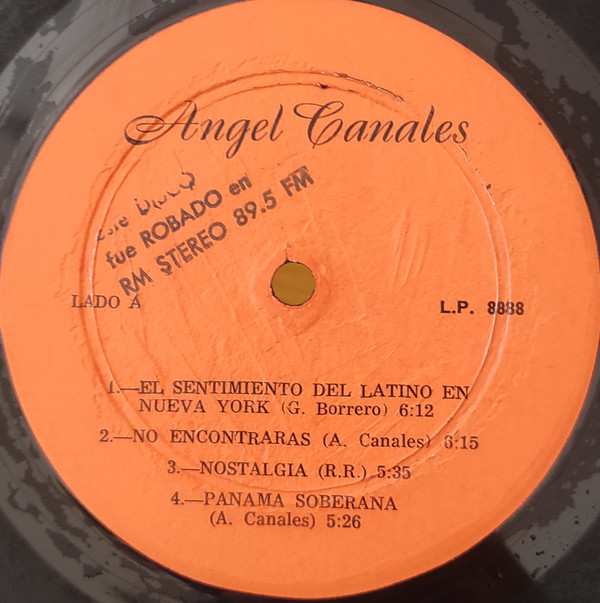 Angel Canales
Este DISCO
fue ROBADO en
RM STEREO 89.5 FM
LADO A
L.P. 8888
1.—EL SENTIMIENTO DEL LATINO EN
NUEVA YORK (G. Borrero) 6:12
2.—NO ENCONTRARAS (A. Canales) 6:15
3.—NOSTALGIA (R.R.) 5:35
4.—PANAMA SOBERANA
(A. Canales) 5:26